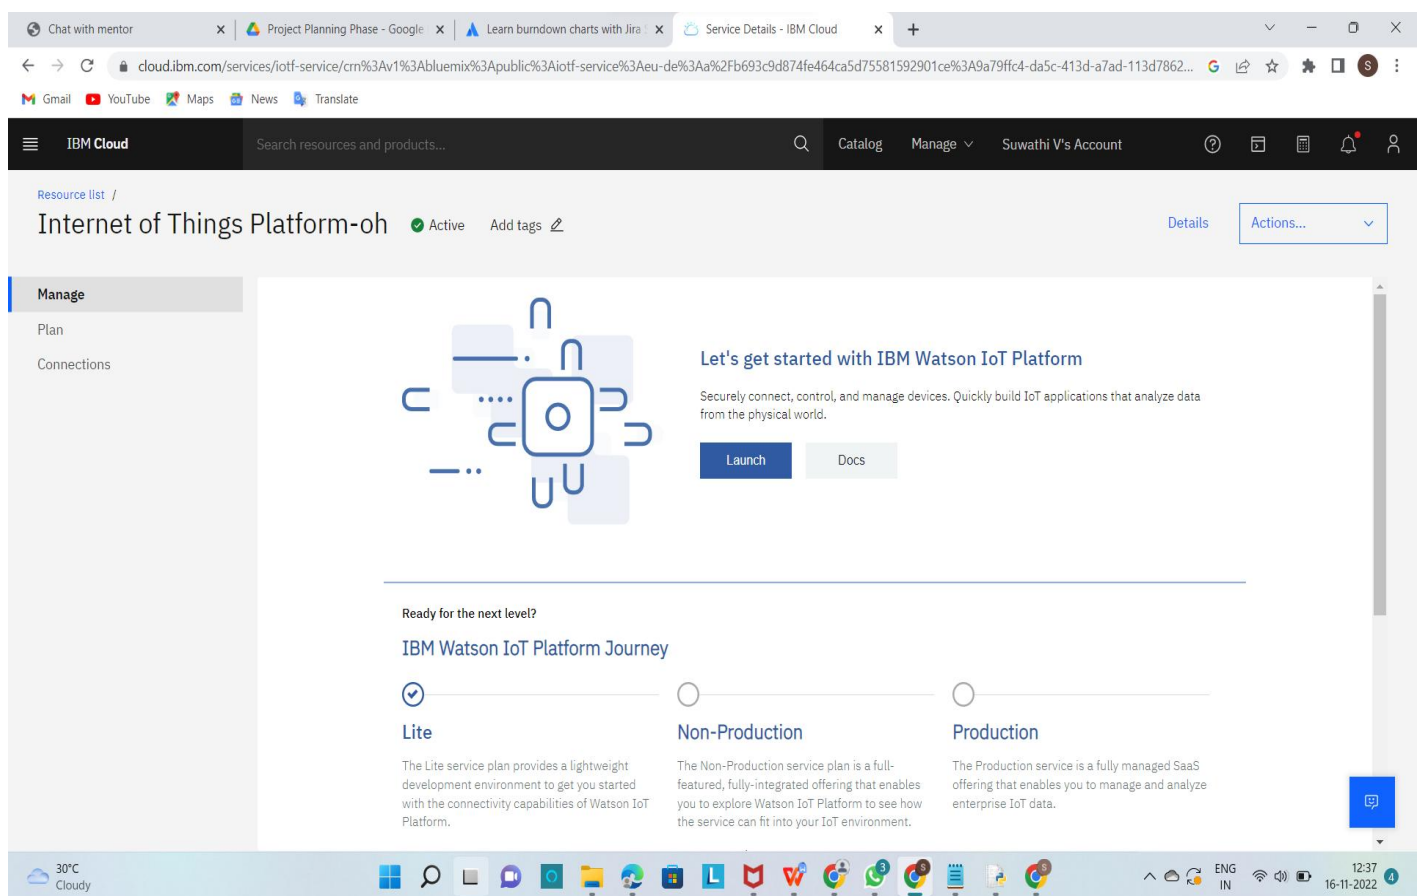 Chat with mentor
Project Planning Phase - Google
Learn burndown charts with Jira
Service Details - IBM Cloud
cloud.ibm.com/services/iotf-service/crn%3Av1%3Abluemix%3Apublic%3Aiotf-service%3Aeu-de%3Aa%2Fb693c9d874fe464ca5d75581592901ce%3A9a79ffc4-da5c-413d-a7ad-113d7862...
Gmail YouTube Maps News Translate
IBM Cloud
Search resources and products...
Catalog Manage Suwathi V's Account
Resource list /
Internet of Things Platform-oh Active Add tags
Details Actions...
Manage
Plan
Connections
Let's get started with IBM Watson IoT Platform
Securely connect, control, and manage devices. Quickly build IoT applications that analyze data
from the physical world.
Launch Docs
Ready for the next level?
IBM Watson IoT Platform Journey
Lite
The Lite service plan provides a lightweight
development environment to get you started
with the connectivity capabilities of Watson IoT
Platform.
Non-Production
The Non-Production service plan is a full-
featured, fully-integrated offering that enables
you to explore Watson IoT Platform to see how
the service can fit into your IoT environment.
Production
The Production service is a fully managed SaaS
offering that enables you to manage and analyze
enterprise IoT data.
30°C
Cloudy
ENG
IN
12:37
16-11-2022
4